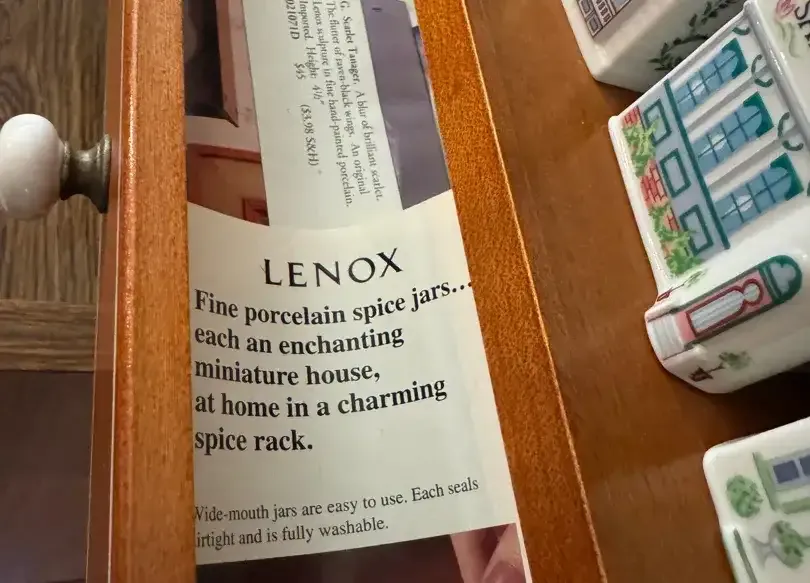 G. Scarlet Tanager. A blur of brilliant scarlet.
The flutter of raven-black wings. An original
Lenox sculpture in fine hand-painted porcelain.
Imported. Height: 4½" ($3.98 S&H)
021071D $45
LENOX
Fine porcelain spice jars...
each an enchanting
miniature house,
at home in a charming
spice rack.
Wide-mouth jars are easy to use. Each seals
irtight and is fully washable.